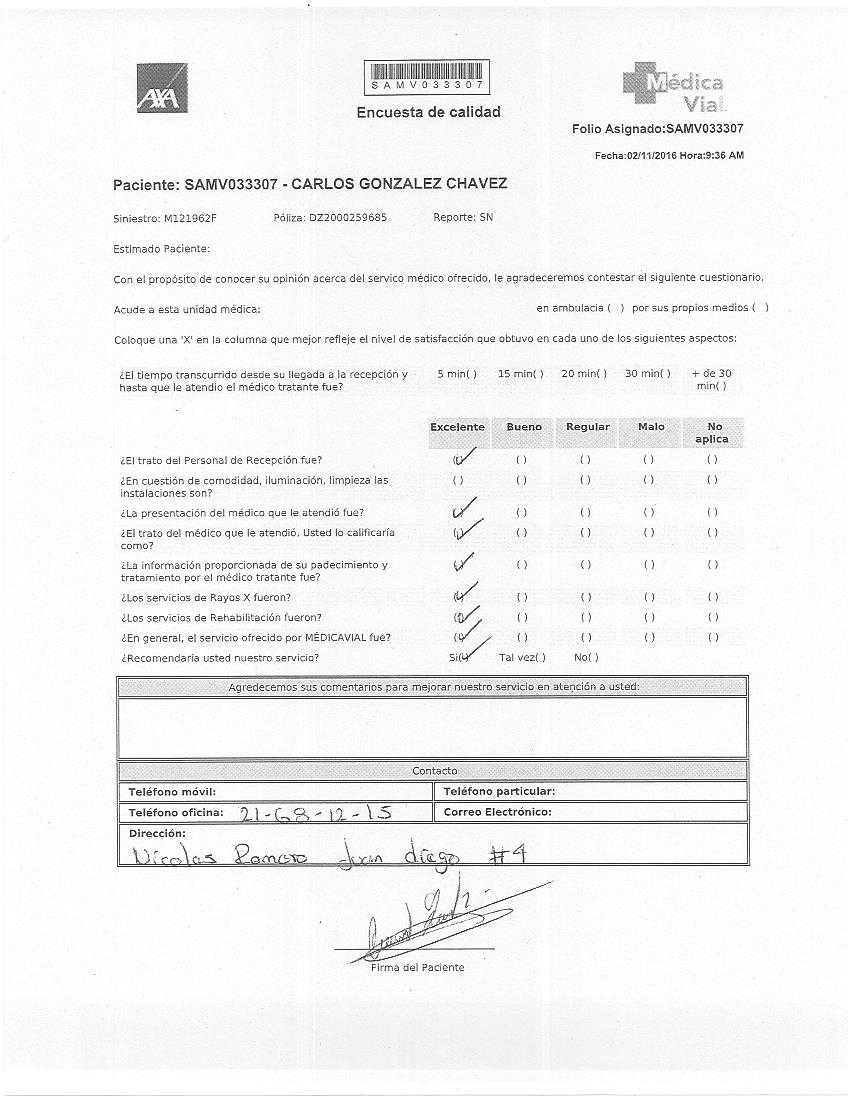 AXA
SAMV033307
Médica
Vial
Encuesta de calidad
Folio Asignado:SAMV033307
Fecha:02/11/2016 Hora:9:36 AM
Paciente: SAMV033307 - CARLOS GONZALEZ CHAVEZ
Siniestro: M121962F Póliza: DZ2000259685 Reporte: SN
Estimado Paciente:
Con el propósito de conocer su opinión acerca del servico médico ofrecido, le agradeceremos contestar el siguiente cuestionario.
Acude a esta unidad médica: en ambulacia ( ) por sus propios medios ( )
Coloque una 'X' en la columna que mejor refleje el nivel de satisfacción que obtuvo en cada uno de los siguientes aspectos:
¿El tiempo transcurrido desde su llegada a la recepción y 5 min( ) 15 min( ) 20 min( ) 30 min( ) + de 30
hasta que le atendio el médico tratante fue? min( )
Excelente Bueno Regular Malo No
aplica
¿El trato del Personal de Recepción fue? (✓) ( ) ( ) ( ) ( )
¿En cuestión de comodidad, iluminación, limpieza las ( ) ( ) ( ) ( ) ( )
instalaciones son?
¿La presentación del médico que le atendió fue? (✓) ( ) ( ) ( ) ( )
¿El trato del médico que le atendió. Usted lo calificaría (✓) ( ) ( ) ( ) ( )
como?
¿La información proporcionada de su padecimiento y (✓) ( ) ( ) ( ) ( )
tratamiento por el médico tratante fue?
¿Los servicios de Rayos X fueron? (✓) ( ) ( ) ( ) ( )
¿Los servicios de Rehabilitación fueron? (✓) ( ) ( ) ( ) ( )
¿En general, el servicio ofrecido por MÉDICAVIAL fue? (✓) ( ) ( ) ( ) ( )
¿Recomendaría usted nuestro servicio? Si(✓) Tal vez( ) No( )
Agredecemos sus comentarios para mejorar nuestro servicio en atención a usted:
Contacto
Teléfono móvil: Teléfono particular:
Teléfono oficina: 21-68-12-15 Correo Electrónico:
Dirección:
Nicolas Romero Juan diego #4
Firma del Paciente